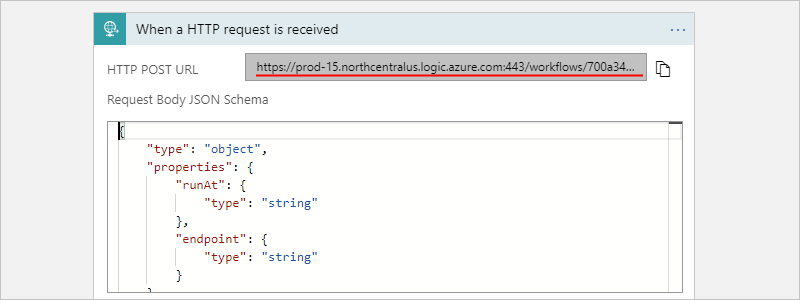 When a HTTP request is received
HTTP POST URL
https://prod-15.northcentralus.logic.azure.com:443/workflows/700a34...
Request Body JSON Schema
{
"type": "object",
"properties": {
"runAt": {
"type": "string"
},
"endpoint": {
"type": "string"
}
}